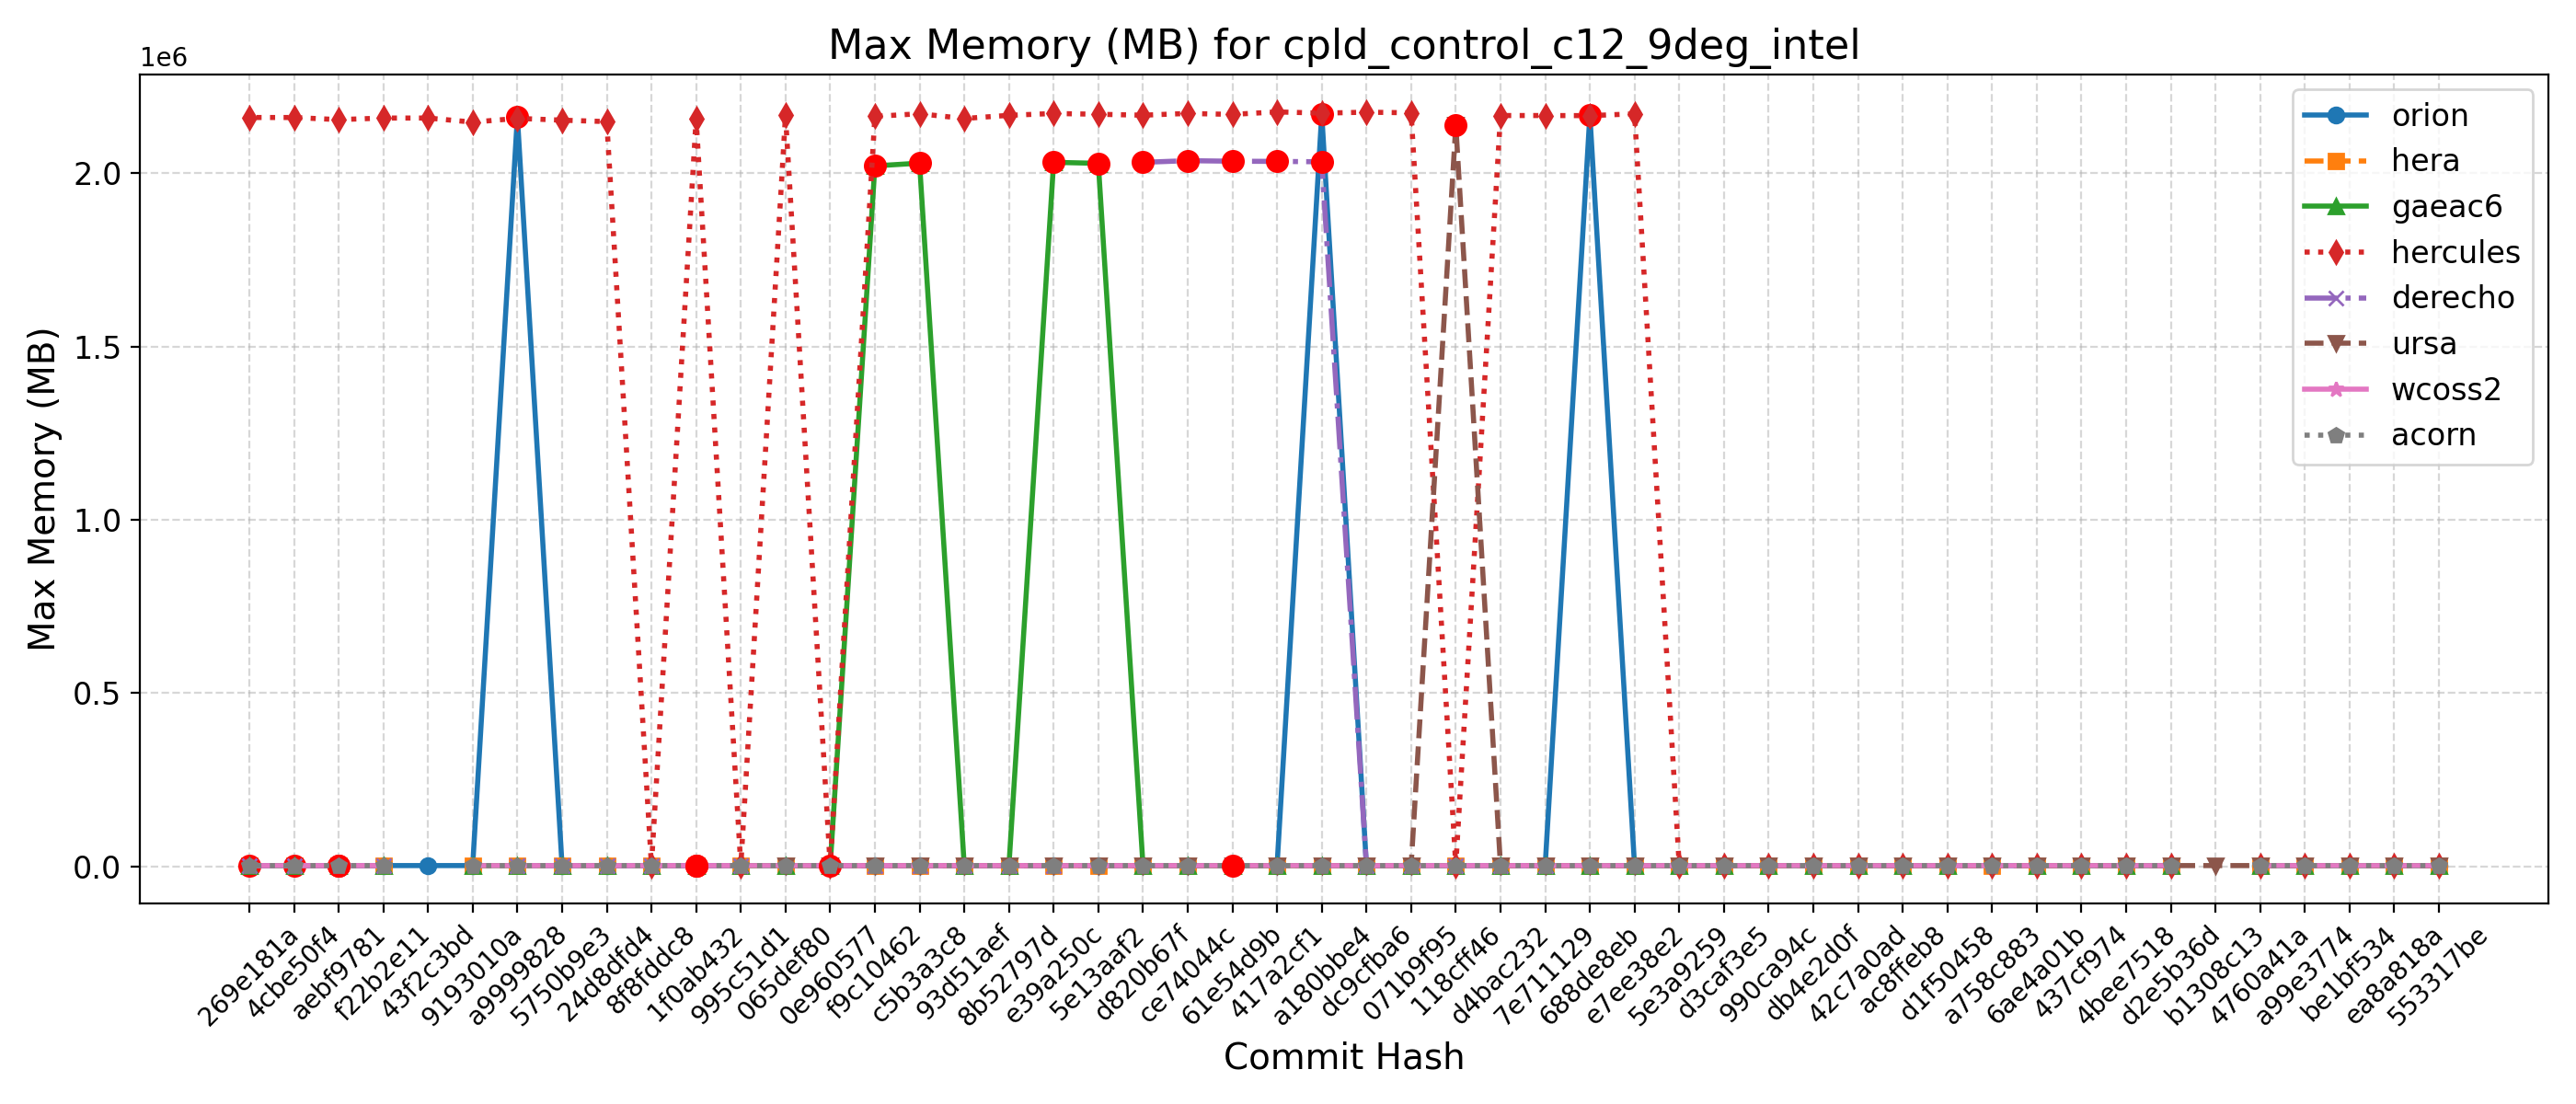 Max Memory (MB) for cpld_control_c12_9deg_intel
1e6
Max Memory (MB)
2.0
1.5
1.0
0.5
0.0
orion
hera
gaeac6
hercules
derecho
ursa
wcoss2
acorn
269e181a
4cbe50f4
aebf9781
f22b2e11
43f2c3bd
9193010a
a9999828
5750b9e3
24d8dfd4
8f8fddc8
1f0ab432
995c51d1
065def80
0e960577
f9c10462
c5b3a3c8
93d51aef
8b52797d
e39a250c
5e13aaf2
d820b67f
ce74044c
61e54d9b
417a2cf1
a180bbe4
dc9cfba6
071b9f95
118cff46
d4bac232
7e711129
688de8eb
e7ee38e2
5e3a9259
d3caf3e5
990ca94c
db4e2d0f
42c7a0ad
ac8ffeb8
d1f50458
a758c883
6ae4a01b
437cf974
4bee7518
d2e5b36d
b1308c13
4760a41a
a99e3774
be1bf534
ea8a818a
553317be
Commit Hash